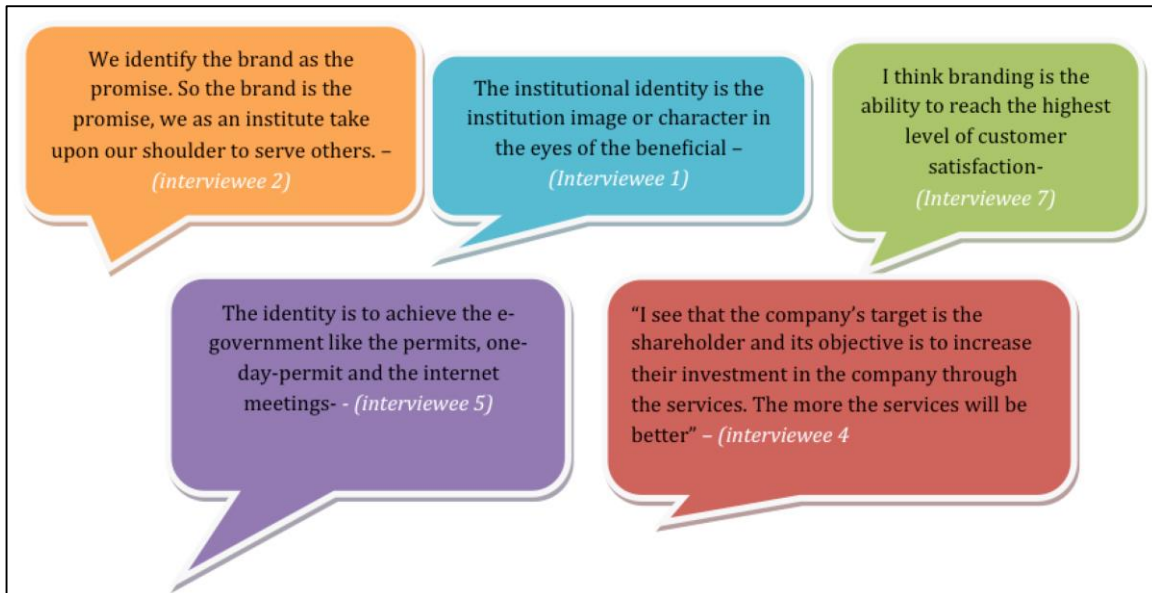 We identify the brand as the
promise. So the brand is the
promise, we as an institute take
upon our shoulder to serve others. –
(interviewee 2)
The institutional identity is the
institution image or character in
the eyes of the beneficial –
(Interviewee 1)
I think branding is the
ability to reach the highest
level of customer
satisfaction-
(Interviewee 7)
The identity is to achieve the e-
government like the permits, one-
day-permit and the internet
meetings- - (interviewee 5)
“I see that the company’s target is the
shareholder and its objective is to increase
their investment in the company through
the services. The more the services will be
better” – (interviewee 4